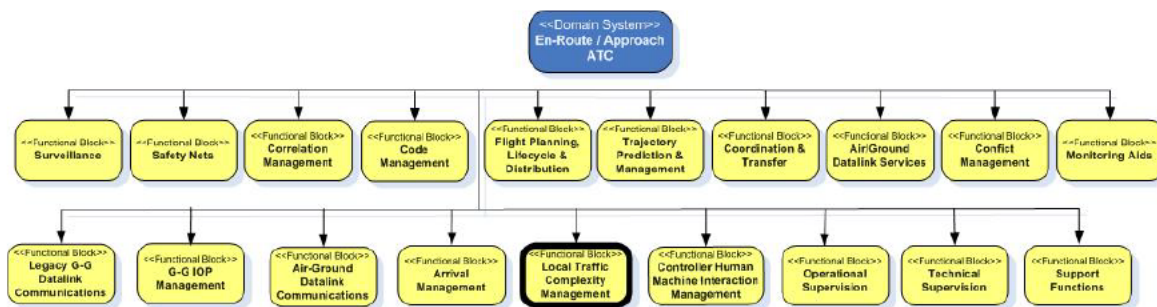 <<Domain System>>
En-Route / Approach
ATC
<<Functional Block>>
Surveillance
<<Functional Block>>
Safety Nets
<<Functional Block>>
Correlation
Management
<<Functional Block>>
Code
Management
<<Functional Block>>
Flight Planning,
Lifecycle &
Distribution
<<Functional Block>>
Trajectory
Prediction &
Management
<<Functional Block>>
Coordination &
Transfer
<<Functional Block>>
Air/Ground
Datalink Services
<<Functional Block>>
Confict
Management
<<Functional Block>>
Monitoring Aids
<<Functional Block>>
Legacy G-G
Datalink
Communications
<<Functional Block>>
G-G IOP
Management
<<Functional Block>>
Air-Ground
Datalink
Communications
<<Functional Block>>
Arrival
Management
<<Functional Block>>
Local Traffic
Complexity
Management
<<Functional Block>>
Controller Human
Machine Interaction
Management
<<Functional Block>>
Operational
Supervision
<<Functional Block>>
Technical
Supervision
<<Functional Block>>
Support
Functions